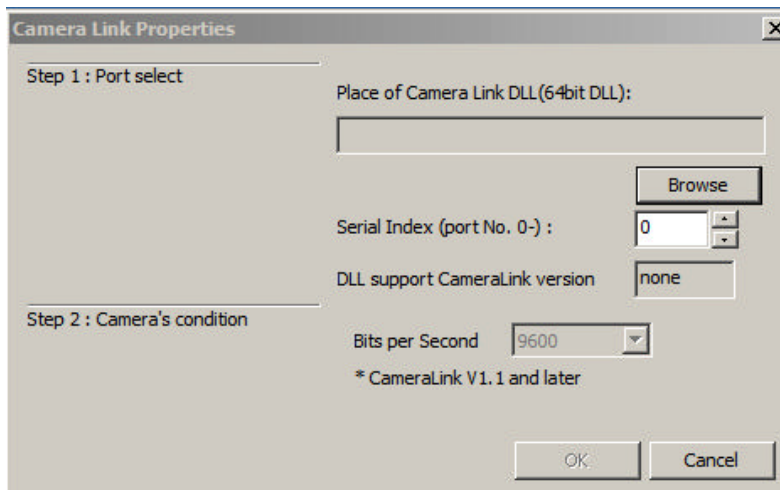 Camera Link Properties
Step 1 : Port select
Place of Camera Link DLL(64bit DLL):
Browse
Serial Index (port No. 0-) :
0
DLL support CameraLink version
none
Step 2 : Camera's condition
Bits per Second
9600
* CameraLink V1.1 and later
OK
Cancel